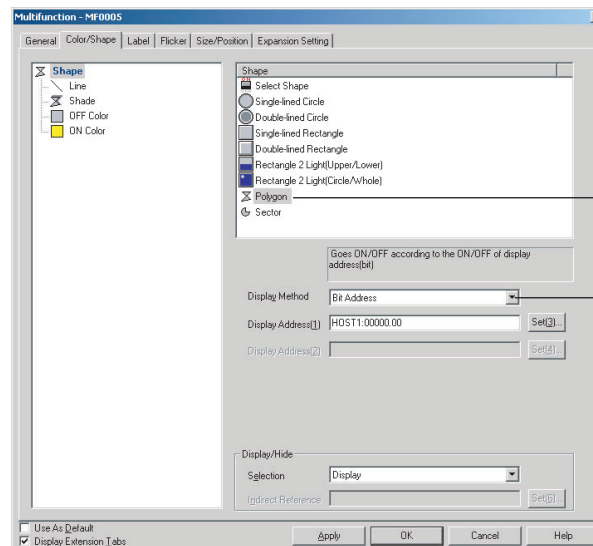 Multifunction - MF0005
General Color/Shape Label Flicker Size/Position Expansion Setting
Shape
Line
Shade
OFF Color
ON Color
Shape
Select Shape
Single-lined Circle
Double-lined Circle
Single-lined Rectangle
Double-lined Rectangle
Rectangle 2 Light(Upper/Lower)
Rectangle 2 Light(Circle/Whole)
Polygon
Sector
Goes ON/OFF according to the ON/OFF of display
address(bit)
Display Method Bit Address
Display Address[1] HOST1:00000.00 Set(3)...
Display Address[2] Set(4)...
Display/Hide
Selection Display
Indirect Reference Set(6)...
Use As Default
Display Extension Tabs
Apply OK Cancel Help